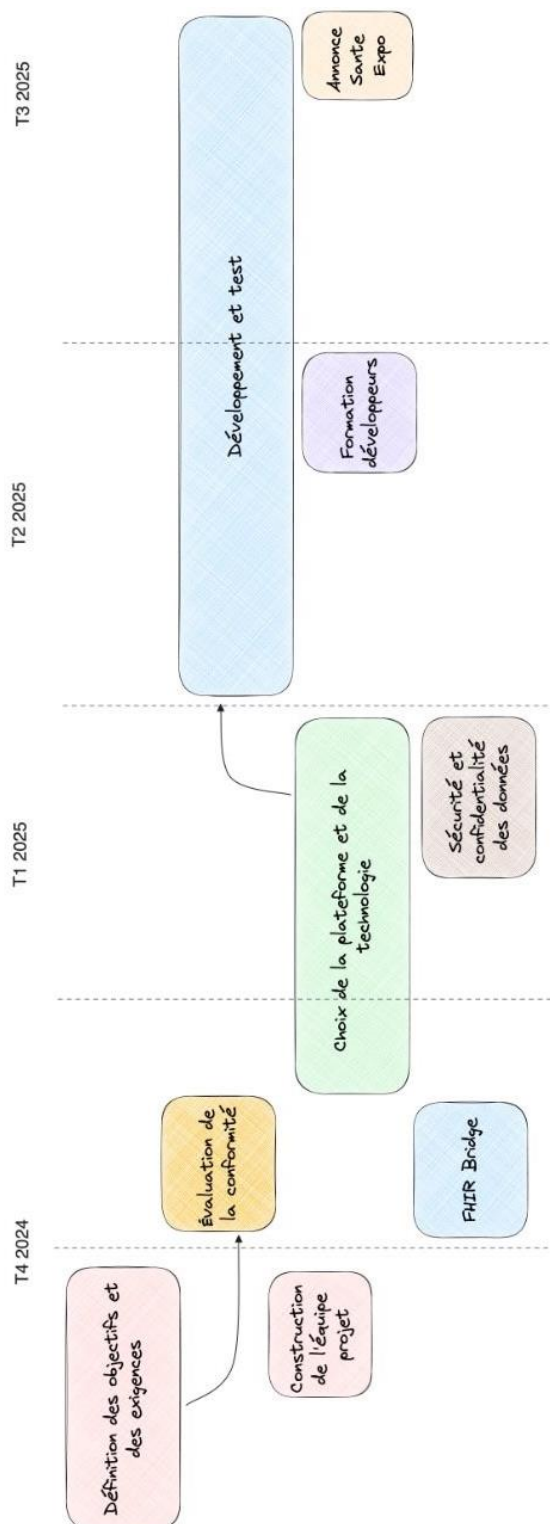 T4 2024
T1 2025
T2 2025
T3 2025
Définition des objectifs et
des exigences
Évaluation de
la conformité
Construction
de l'équipe
projet
FHIR Bridge
Choix de la plateforme et de la
technologie
Sécurité et
confidentialité
des données
Développement et test
Formation
développeurs
Annonce
Sante
Expo